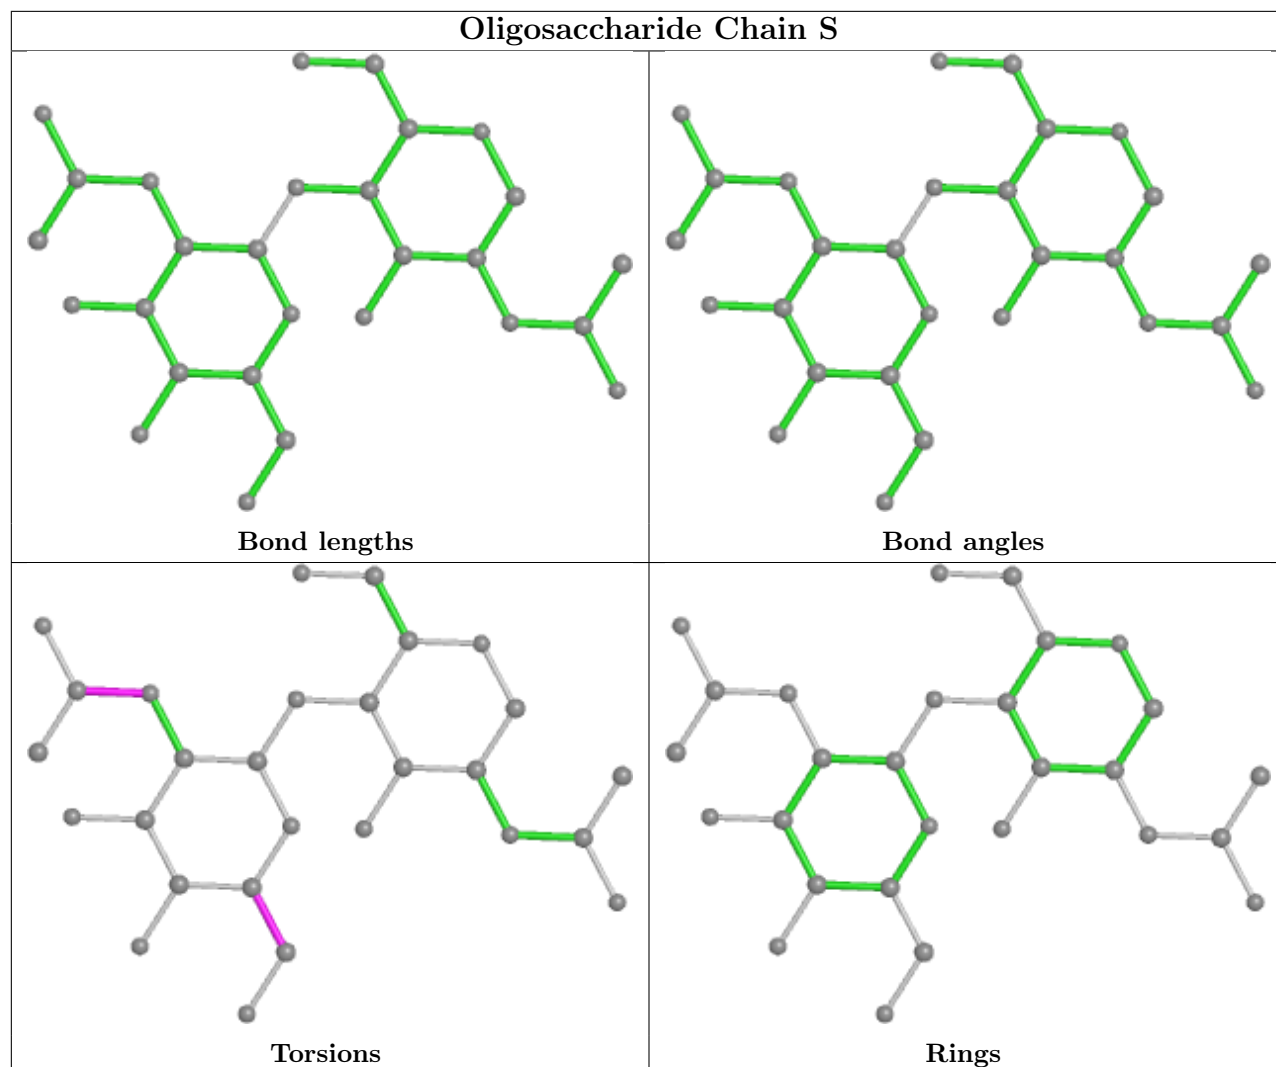 Oligosaccharide Chain S
Bond lengths
Bond angles
Torsions
Rings